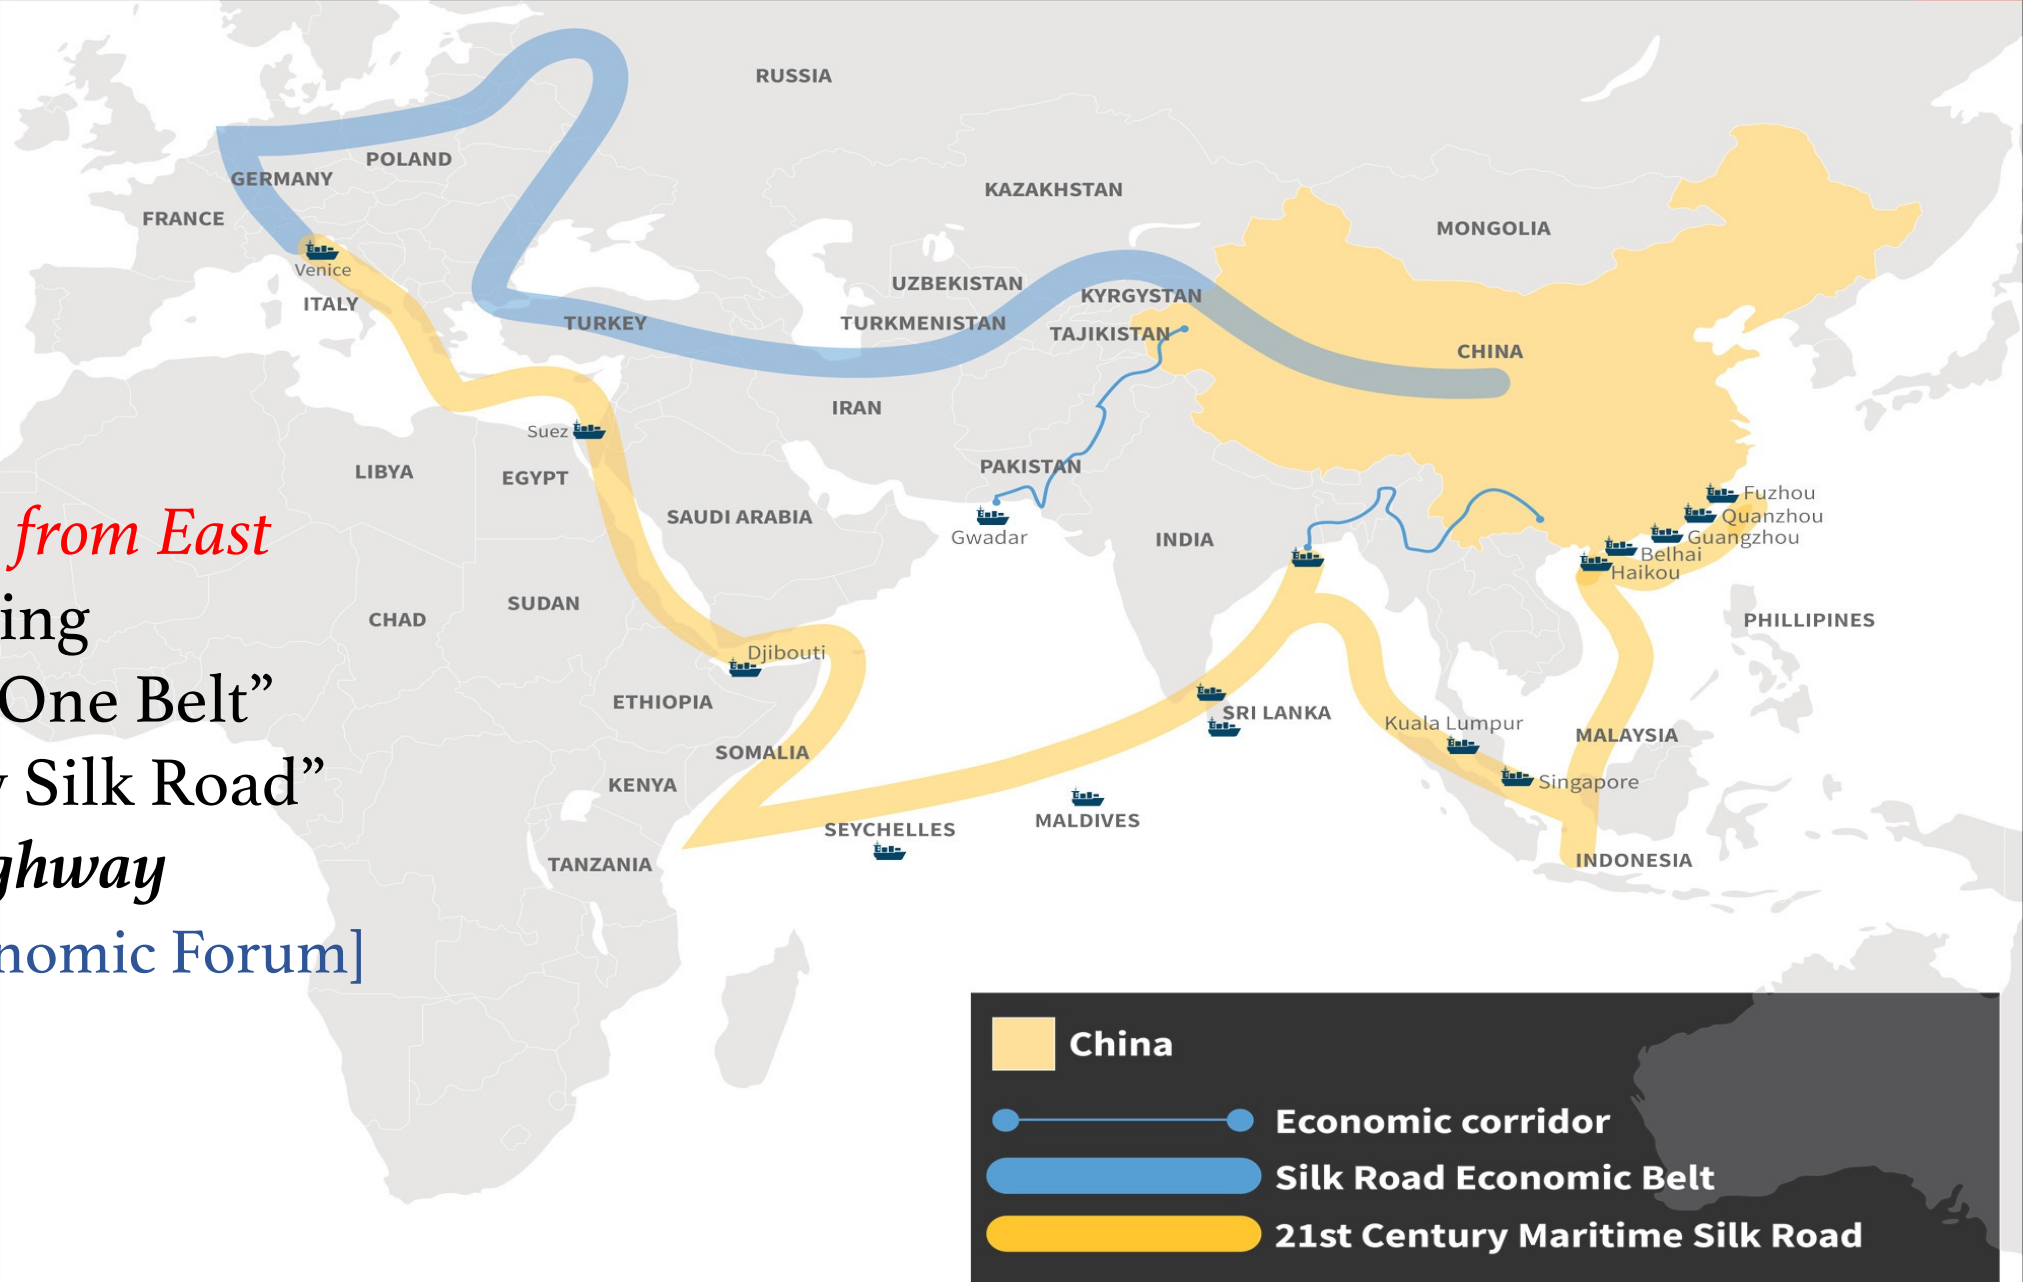 RUSSIA
POLAND
GERMANY
KAZAKHSTAN
FRANCE
MONGOLIA
Venice
UZBEKISTAN
KYRGYSTAN
ITALY
TURKEY
TURKMENISTAN
TAJIKISTAN
CHINA
IRAN
Suez
PAKISTAN
LIBYA
EGYPT
Fuzhou
SAUDI ARABIA
Quanzhou
from East
Gwadar
INDIA
Guangzhou
Belhai
Haikou
SUDAN
CHAD
PHILLIPINES
ing
Djibouti
ETHIOPIA
One Belt”
SRI LANKA
Kuala Lumpur
MALAYSIA
SOMALIA
KENYA
Singapore
y Silk Road”
MALDIVES
SEYCHELLES
INDONESIA
TANZANIA
ghway
nomic Forum]
China
Economic corridor
Silk Road Economic Belt
21st Century Maritime Silk Road